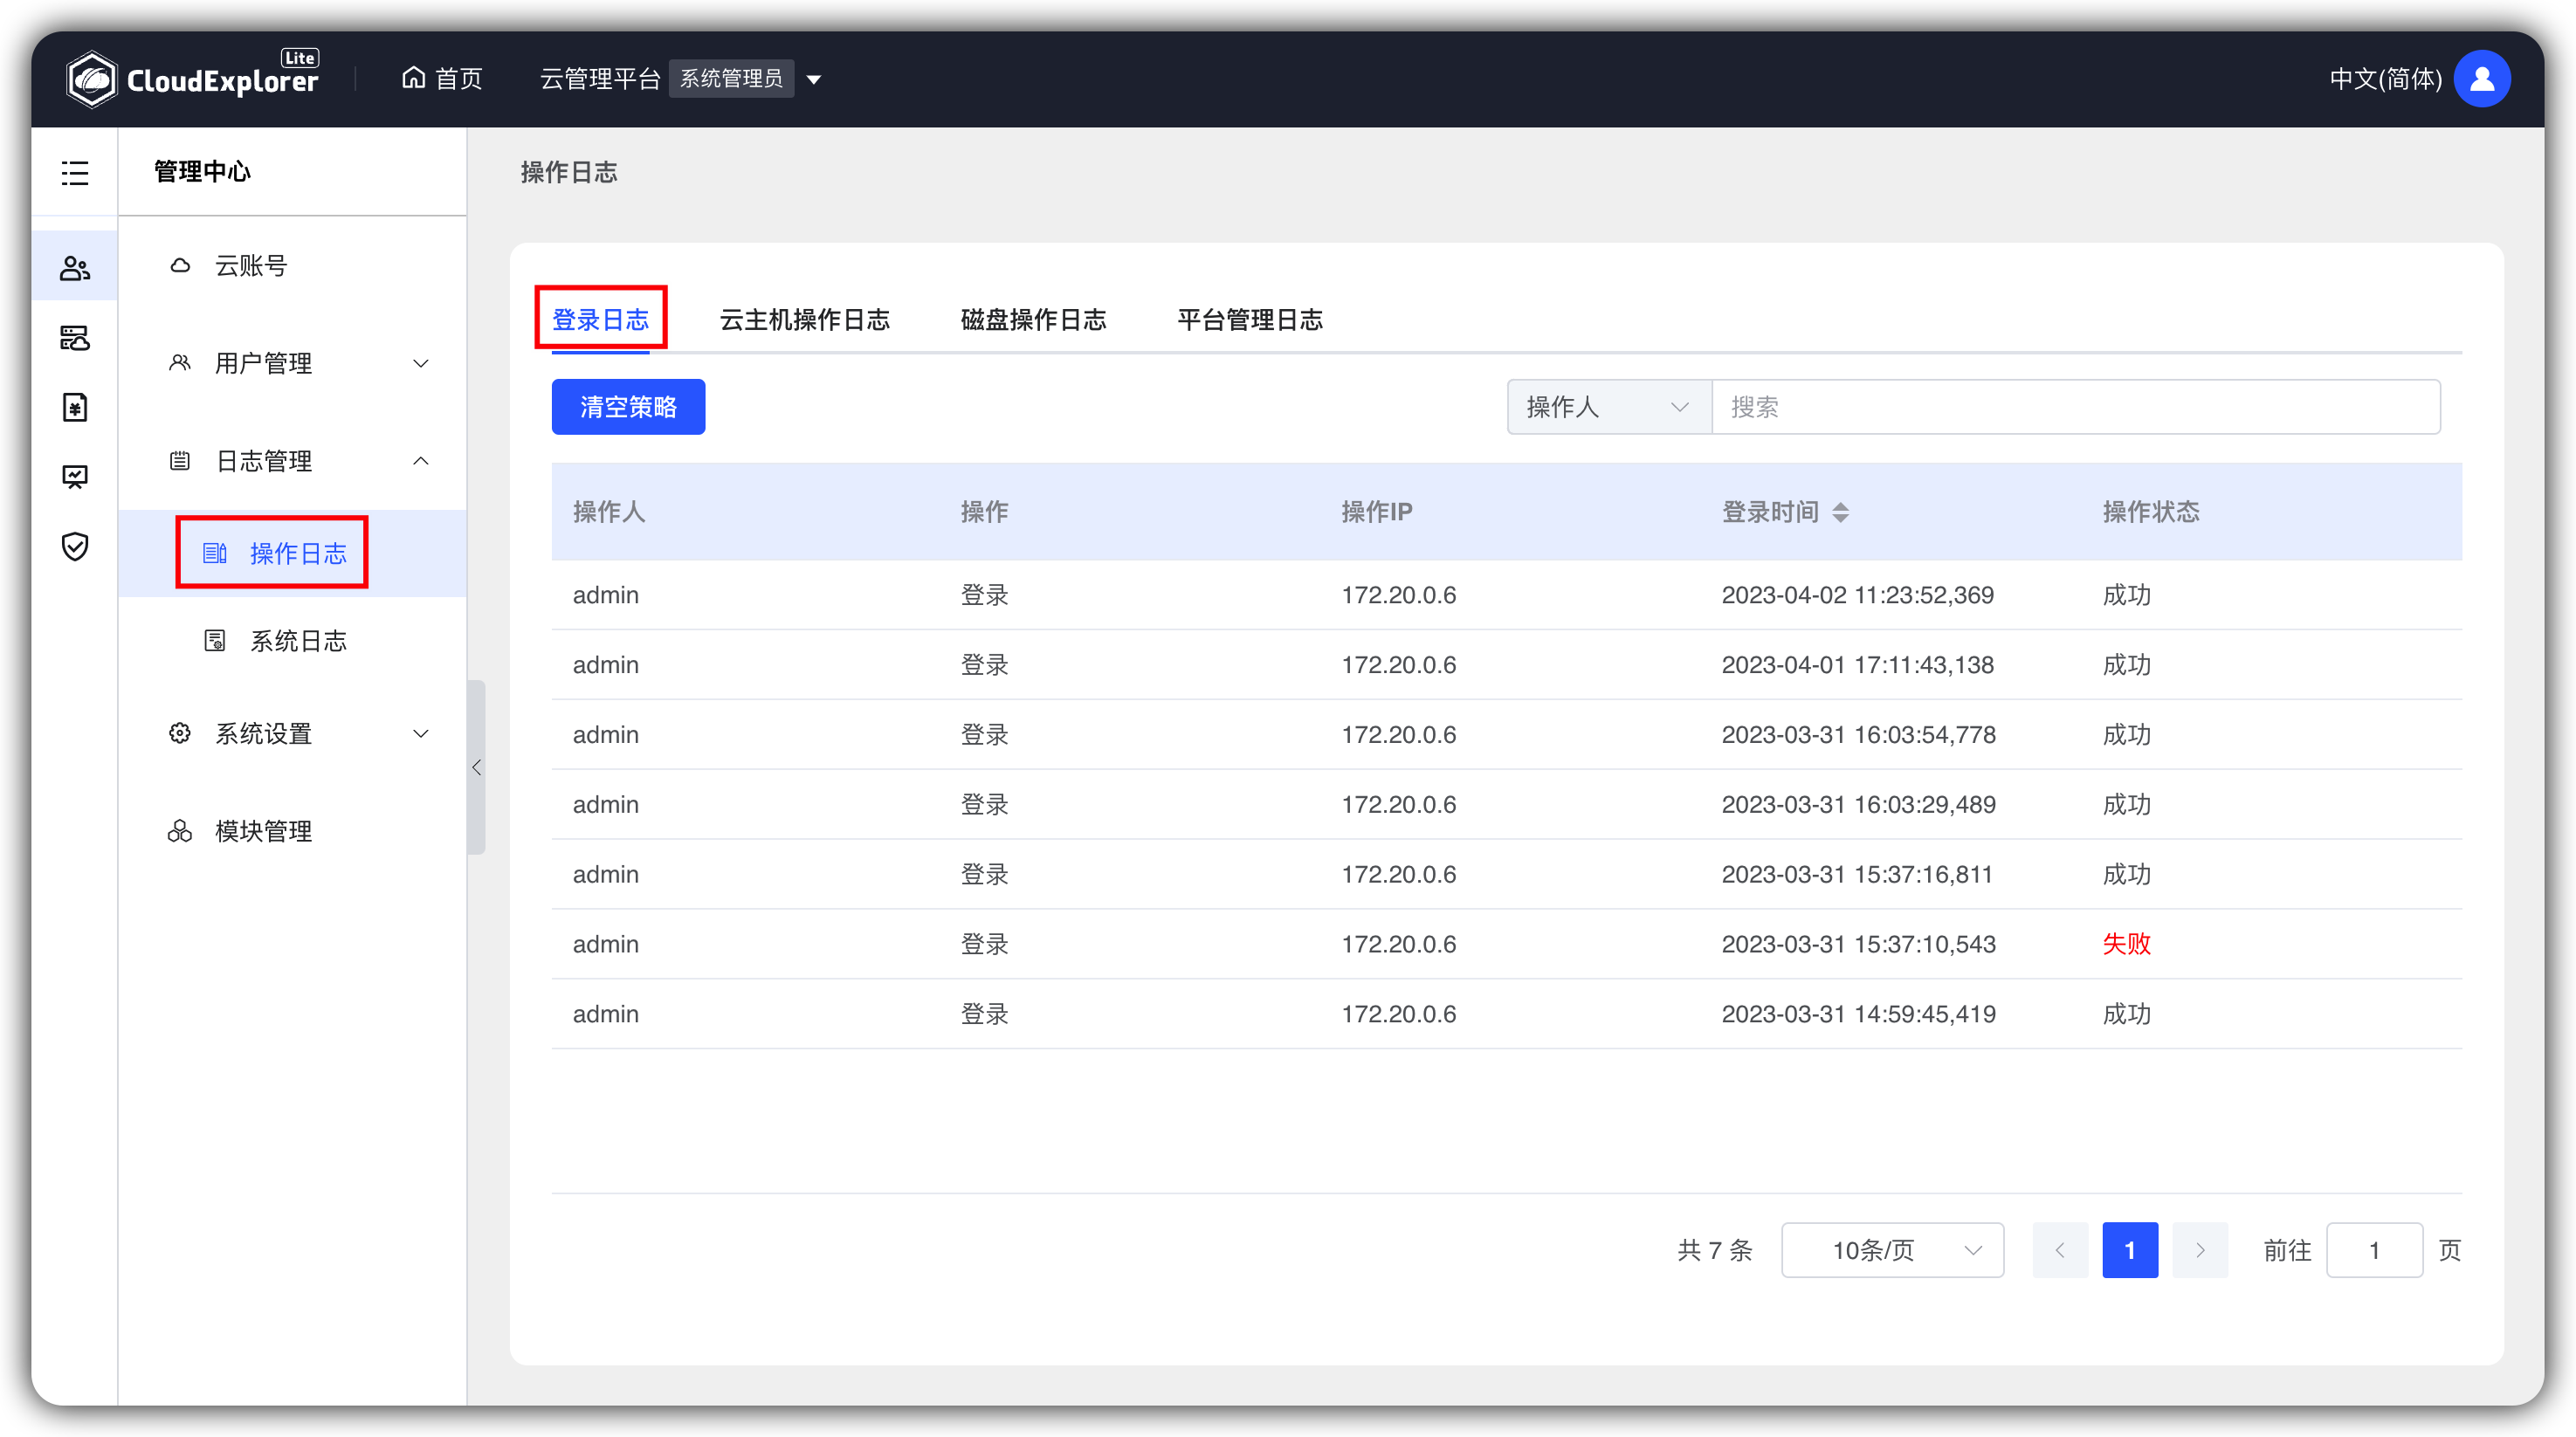 CloudExplorer Lite
首页
云管理平台 系统管理员
中文(简体)
管理中心
云账号
用户管理
日志管理
操作日志
系统日志
系统设置
模块管理
操作日志
登录日志 云主机操作日志 磁盘操作日志 平台管理日志
清空策略 操作人 搜索
操作人 操作 操作IP 登录时间 操作状态
admin 登录 172.20.0.6 2023-04-02 11:23:52,369 成功
admin 登录 172.20.0.6 2023-04-01 17:11:43,138 成功
admin 登录 172.20.0.6 2023-03-31 16:03:54,778 成功
admin 登录 172.20.0.6 2023-03-31 16:03:29,489 成功
admin 登录 172.20.0.6 2023-03-31 15:37:16,811 成功
admin 登录 172.20.0.6 2023-03-31 15:37:10,543 失败
admin 登录 172.20.0.6 2023-03-31 14:59:45,419 成功
共 7 条 10条/页 1 前往 1 页